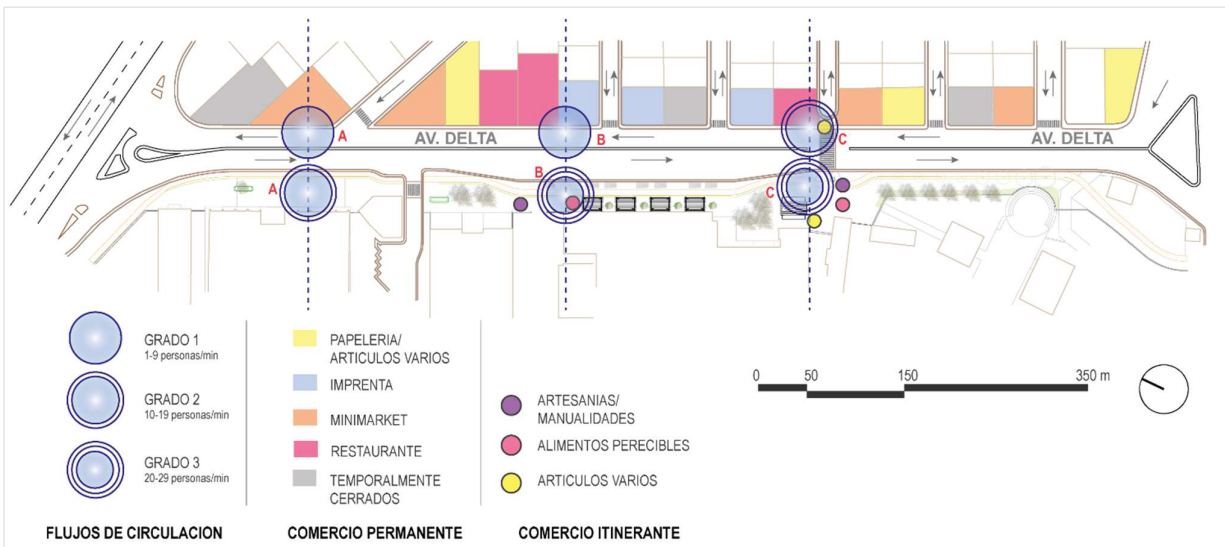 A
B
C
AV. DELTA
AV. DELTA
A
B
C
GRADO 1
1-9 personas/min
GRADO 2
10-19 personas/min
GRADO 3
20-29 personas/min
FLUJOS DE CIRCULACION
PAPELERIA/
ARTICULOS VARIOS
IMPRENTA
MINIMARKET
RESTAURANTE
TEMPORALMENTE
CERRADOS
COMERCIO PERMANENTE
ARTESANIAS/
MANUALIDADES
ALIMENTOS PERECIBLES
ARTICULOS VARIOS
COMERCIO ITINERANTE
0 50 150 350 m